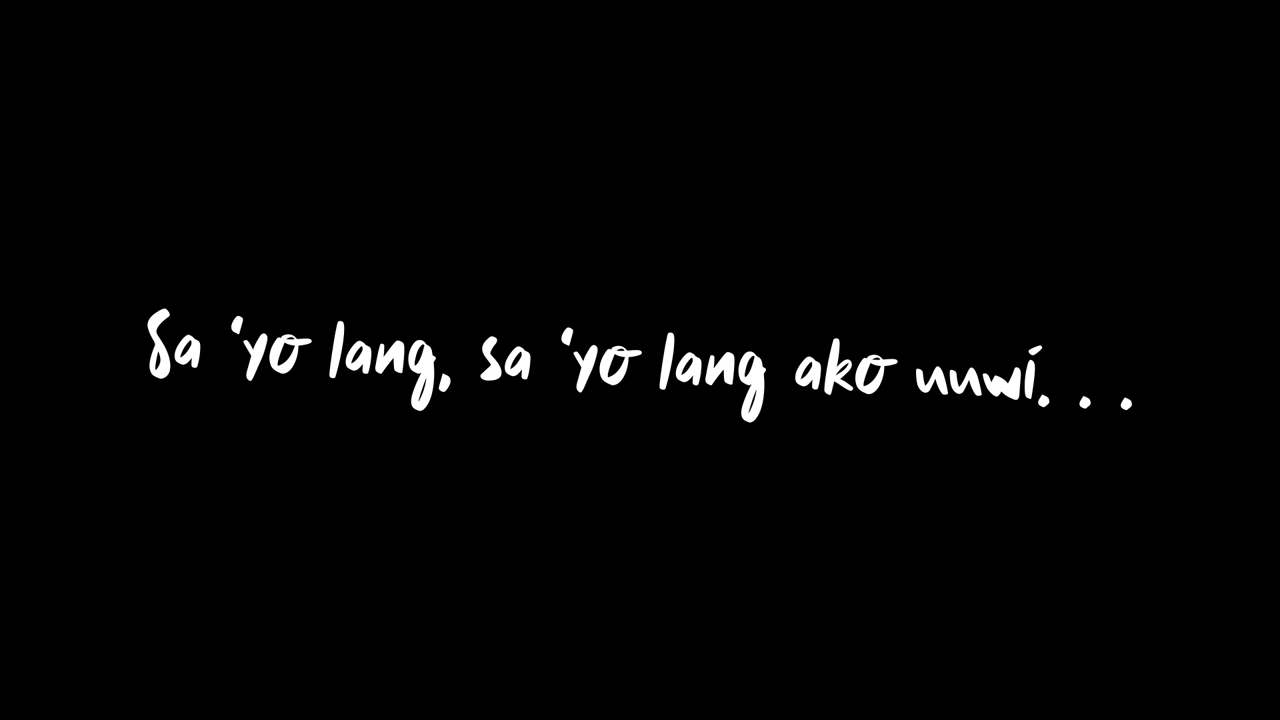 Sa ‘yo lang, sa ‘yo lang ako uuwi. . .